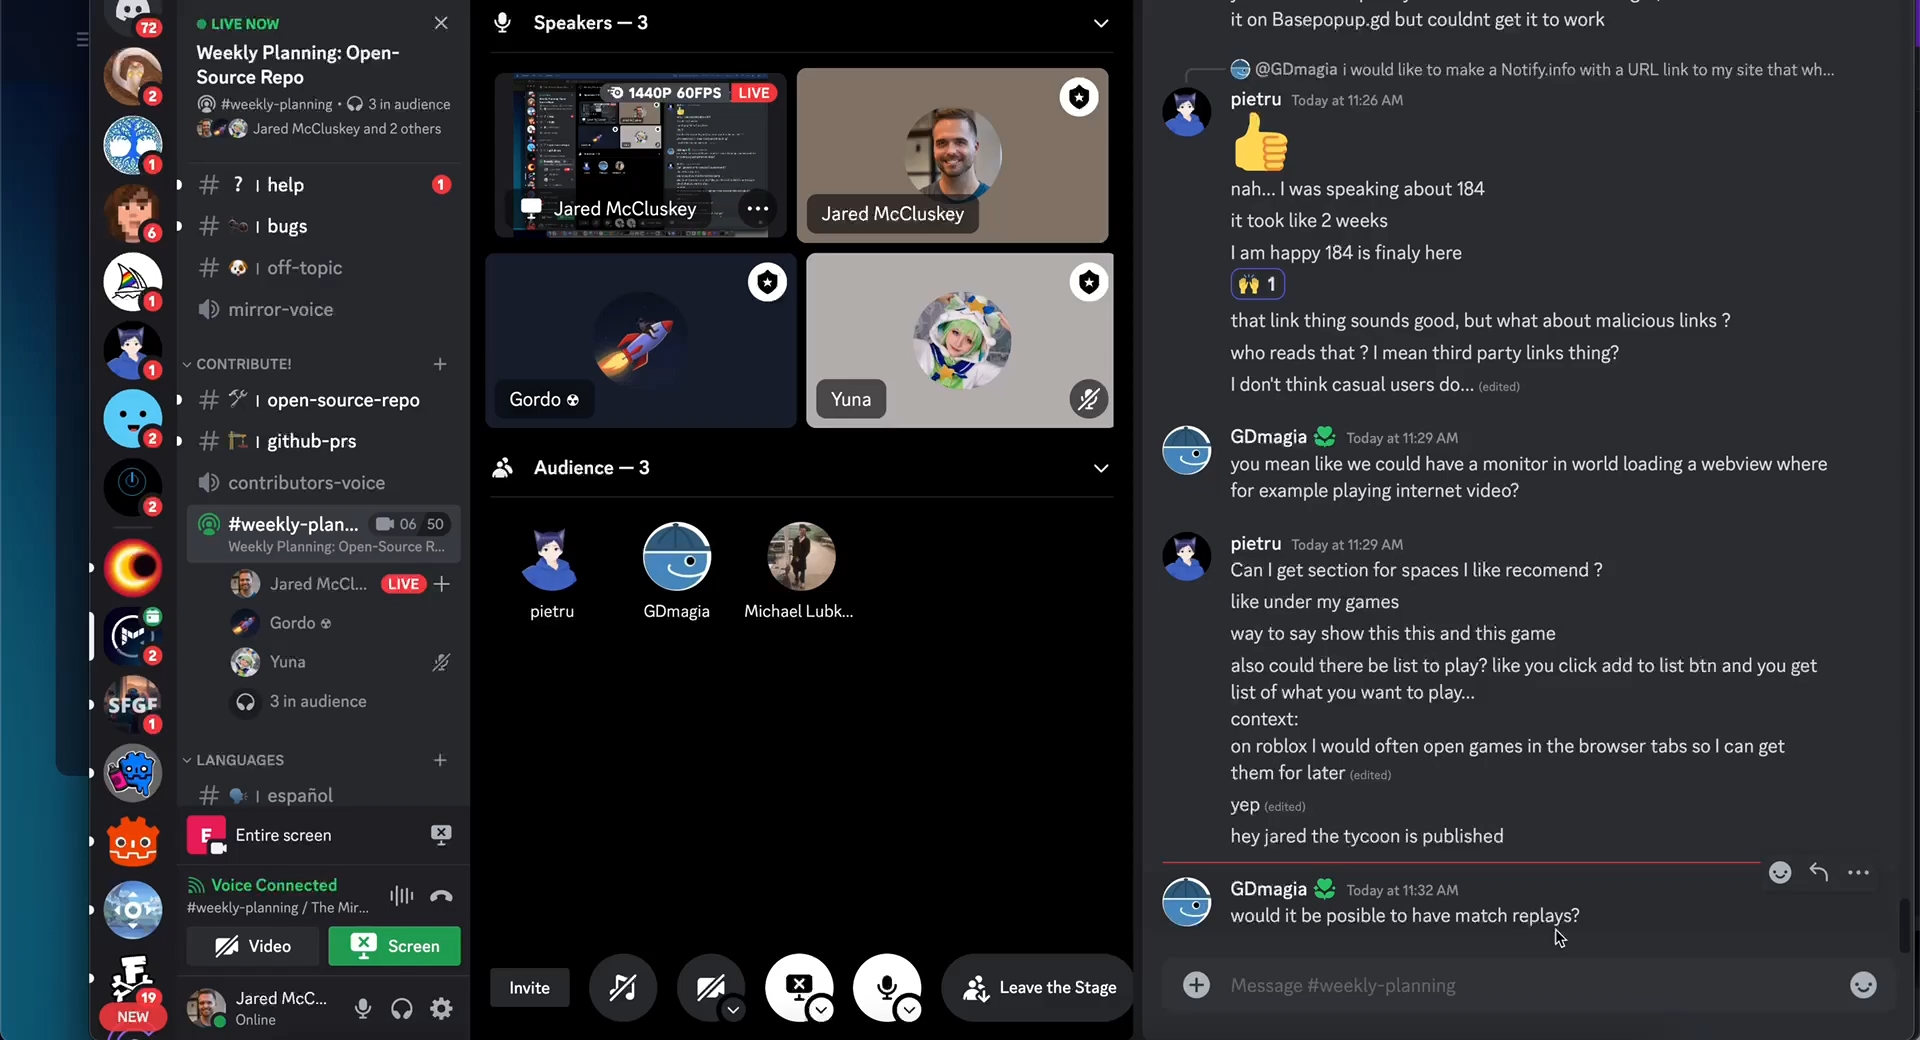 72
2
1
6
1
1
2
2
2
SFGF
1
19
NEW
LIVE NOW
Weekly Planning: Open-
Source Repo
#weekly-planning • 3 in audience
Jared McCluskey and 2 others
# ? | help 1
# | bugs
# | off-topic
mirror-voice
CONTRIBUTE!
# | open-source-repo
# | github-prs
contributors-voice
#weekly-plan... 06 50
Weekly Planning: Open-Source R...
Jared McCl... LIVE
Gordo
Yuna
3 in audience
LANGUAGES
# | español
E Entire screen
Voice Connected
#weekly-planning / The Mir...
Video
Screen
Jared McC...
Online
Speakers — 3
1440P 60FPS LIVE
Jared McCluskey
Jared McCluskey
Gordo
Yuna
Audience — 3
pietru
GDmagia
Michael Lubk...
Invite
Leave the Stage
it on Basepopup.gd but couldnt get it to work
@GDmagia i would like to make a Notify.info with a URL link to my site that wh...
pietru Today at 11:26 AM
nah... I was speaking about 184
it took like 2 weeks
I am happy 184 is finaly here
1
that link thing sounds good, but what about malicious links ?
who reads that ? I mean third party links thing?
I don't think casual users do... (edited)
GDmagia Today at 11:29 AM
you mean like we could have a monitor in world loading a webview where
for example playing internet video?
pietru Today at 11:29 AM
Can I get section for spaces I like recomend ?
like under my games
way to say show this this and this game
also could there be list to play? like you click add to list btn and you get
list of what you want to play...
context:
on roblox I would often open games in the browser tabs so I can get
them for later (edited)
yep (edited)
hey jared the tycoon is published
GDmagia Today at 11:32 AM
would it be posible to have match replays?
Message #weekly-planning